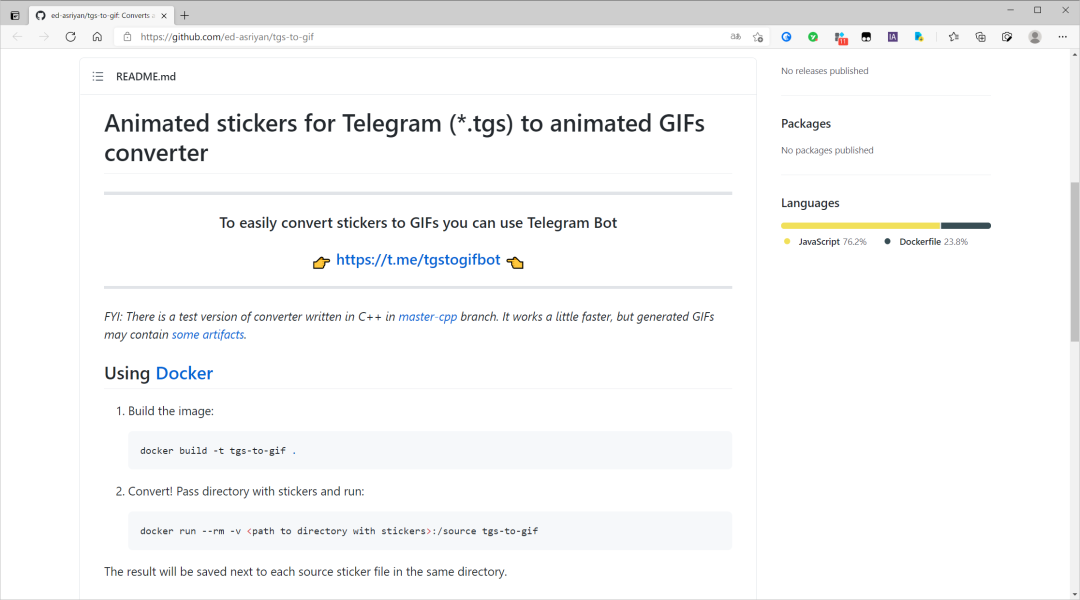 ed-asriyan/tgs-to-gif: Converts a
https://github.com/ed-asriyan/tgs-to-gif
README.md
Animated stickers for Telegram (*.tgs) to animated GIFs
converter
To easily convert stickers to GIFs you can use Telegram Bot
👉 https://t.me/tgstogifbot 👈
FYI: There is a test version of converter written in C++ in master-cpp branch. It works a little faster, but generated GIFs
may contain some artifacts.
Using Docker
1. Build the image:
docker build -t tgs-to-gif .
2. Convert! Pass directory with stickers and run:
docker run --rm -v <path to directory with stickers>:/source tgs-to-gif
The result will be saved next to each source sticker file in the same directory.
No releases published
Packages
No packages published
Languages
JavaScript 76.2% Dockerfile 23.8%